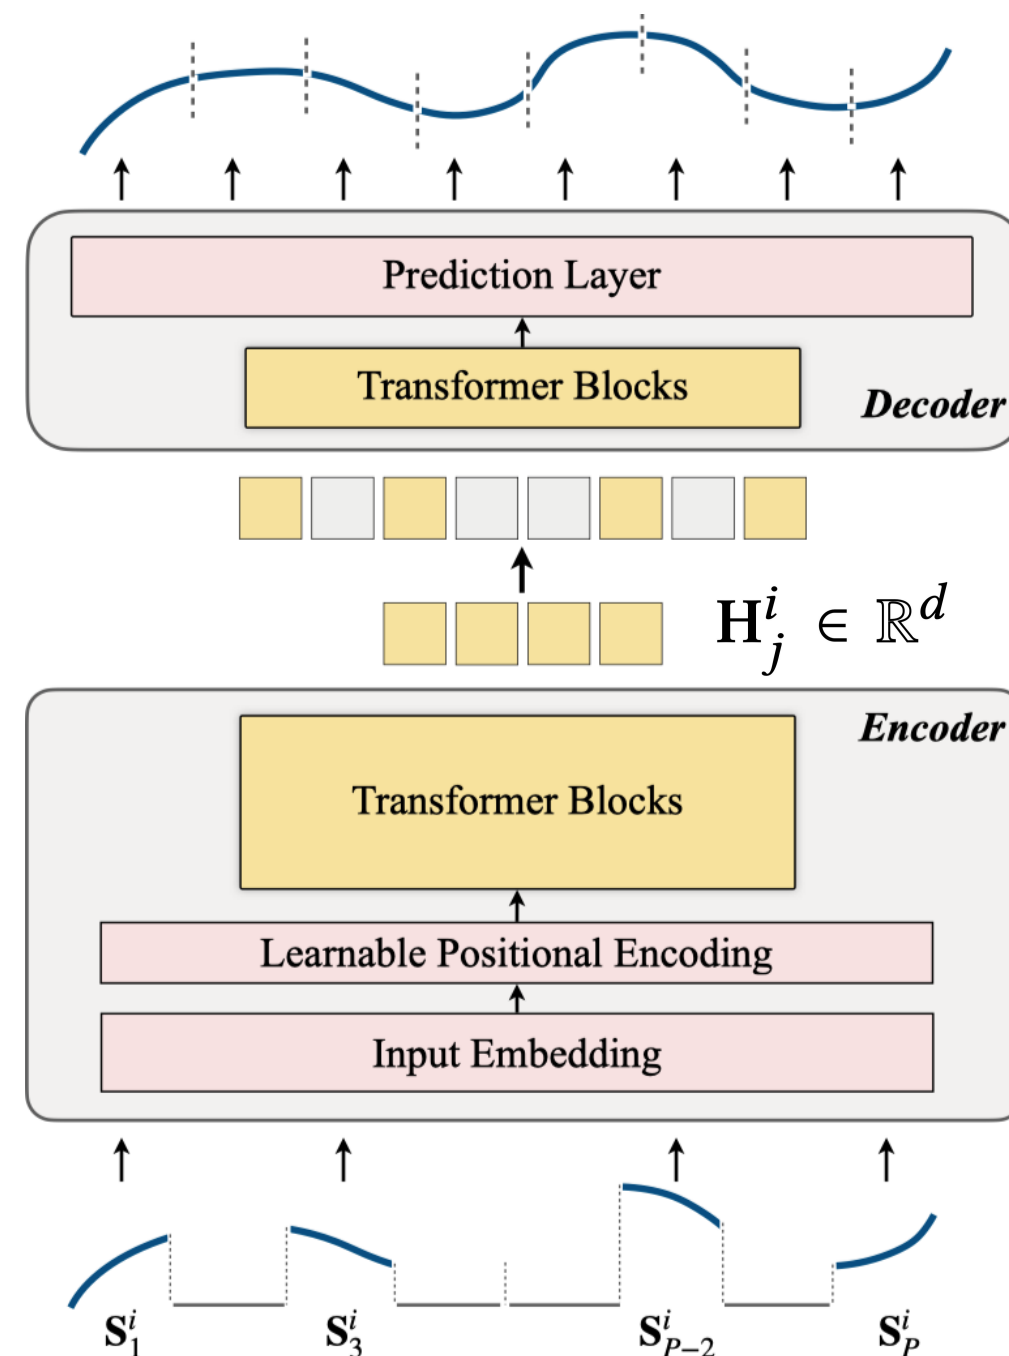 Prediction Layer
Transformer Blocks
Decoder
H^i_j ∈ ℝ^d
Encoder
Transformer Blocks
Learnable Positional Encoding
Input Embedding
S^i_1 S^i_3 S^i_{P−2} S^i_P